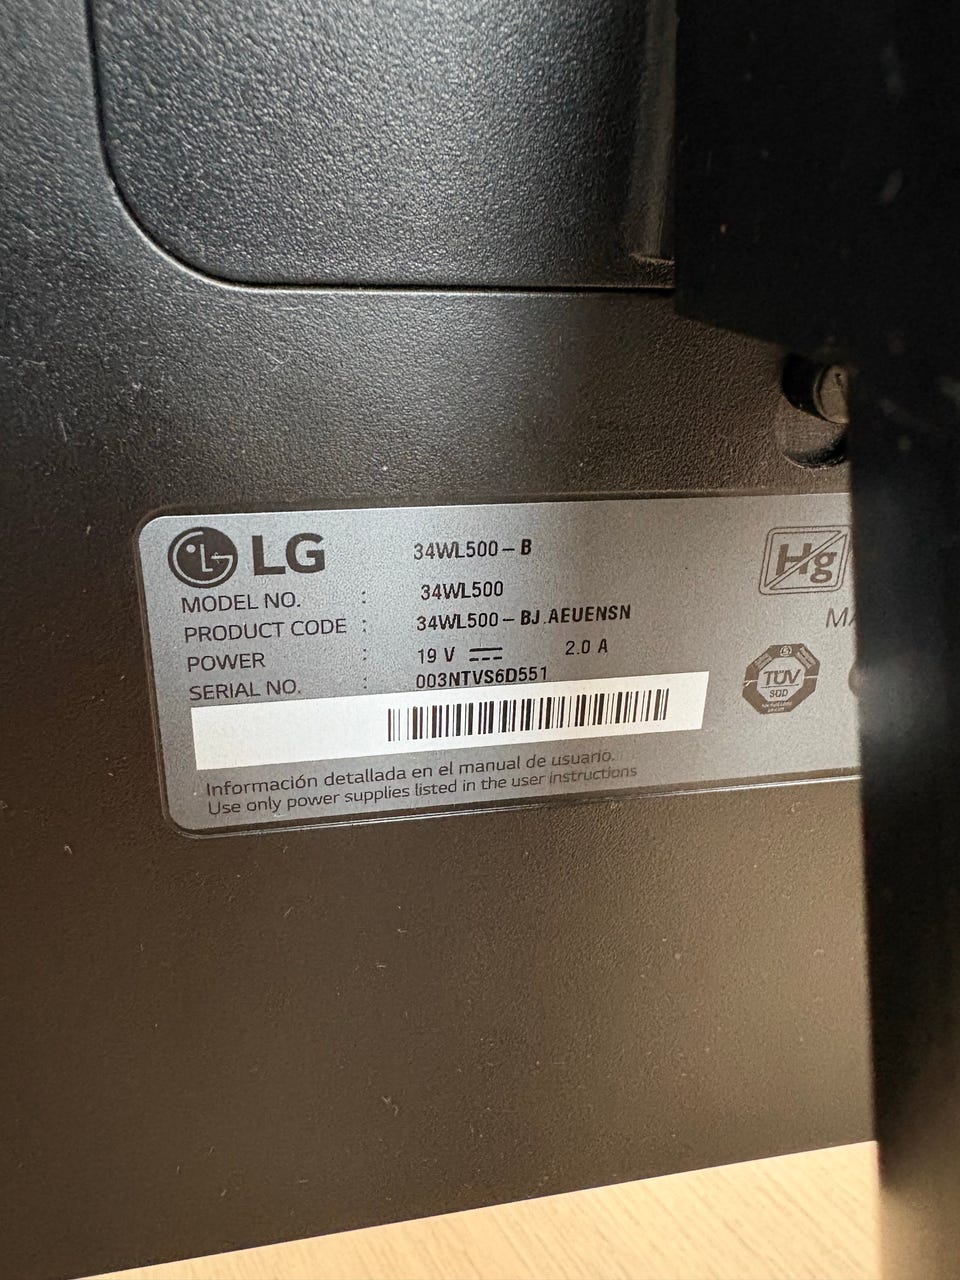 LG
34WL500-B
MODEL NO. : 34WL500
PRODUCT CODE : 34WL500-BJ.AEUENSN
POWER : 19 V 2.0 A
SERIAL NO. : 003NTVS6D551
Información detallada en el manual de usuario.
Use only power supplies listed in the user instructions
Hg
MA
TÜV